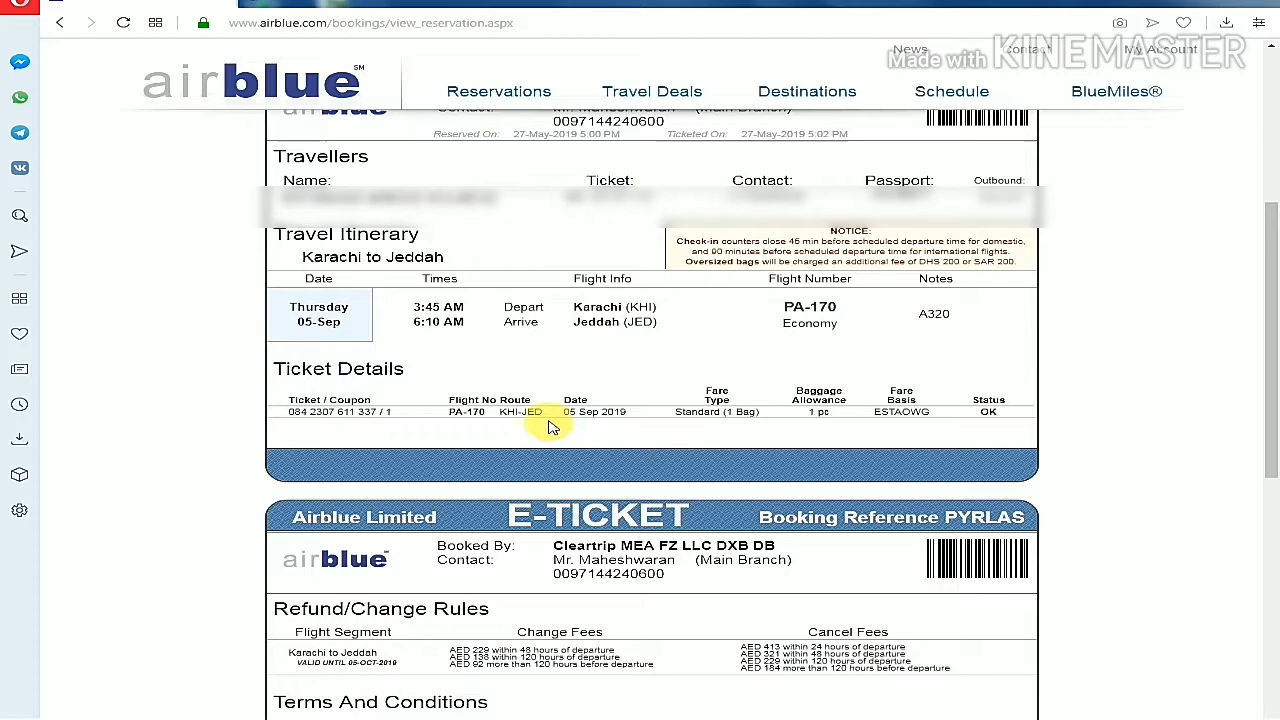 www.airblue.com/bookings/view_reservation.aspx
News Contact My Account
Made with KINEMASTER
airblue SM
Reservations Travel Deals Destinations Schedule BlueMiles®
Contact: Mr. Maheshwaran (Main Branch)
0097144240600
Reserved On: 27-May-2019 5:00 PM Ticketed On: 27-May-2019 5:02 PM
Travellers
Name: Ticket: Contact: Passport: Outbound:
Travel Itinerary
NOTICE:
Check-in counters close 45 min before scheduled departure time for domestic,
and 90 minutes before scheduled departure time for international flights.
Oversized bags will be charged an additional fee of DHS 200 or SAR 200.
Karachi to Jeddah
Date Times Flight Info Flight Number Notes
Thursday 3:45 AM Depart Karachi (KHI) PA-170 A320
05-Sep 6:10 AM Arrive Jeddah (JED) Economy
Ticket Details
Ticket / Coupon Flight No Route Date Fare Type Baggage Allowance Fare Basis Status
084 2307 611 337 / 1 PA-170 KHI-JED 05 Sep 2019 Standard (1 Bag) 1 pc ESTAOWG OK
Airblue Limited E-TICKET Booking Reference PYRLAS
airblue Booked By: Cleartrip MEA FZ LLC DXB DB
Contact: Mr. Maheshwaran (Main Branch)
0097144240600
Refund/Change Rules
Flight Segment Change Fees Cancel Fees
Karachi to Jeddah
VALID UNTIL 05-OCT-2019
AED 229 within 48 hours of departure
AED 138 within 120 hours of departure
AED 92 more than 120 hours before departure
AED 413 within 24 hours of departure
AED 321 within 48 hours of departure
AED 229 within 120 hours of departure
AED 184 more than 120 hours before departure
Terms And Conditions